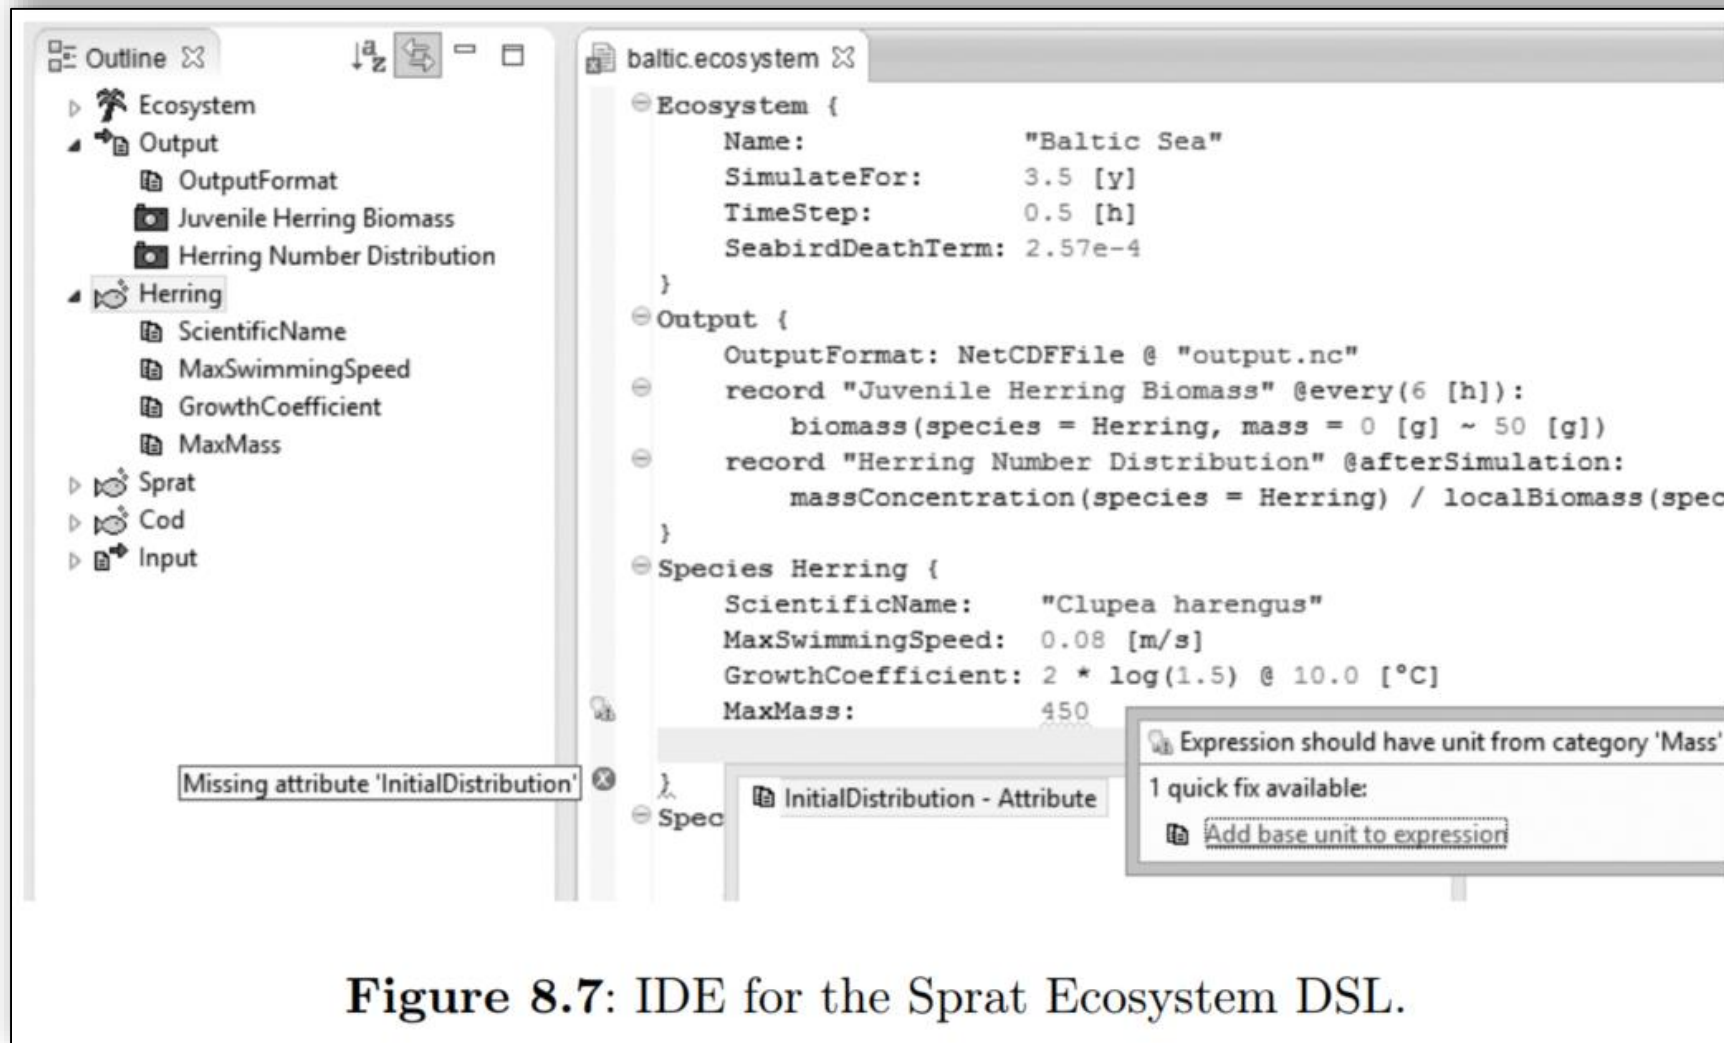 Outline
Ecosystem
Output
OutputFormat
Juvenile Herring Biomass
Herring Number Distribution
Herring
ScientificName
MaxSwimmingSpeed
GrowthCoefficient
MaxMass
Sprat
Cod
Input
baltic.ecosystem
Ecosystem {
Name: "Baltic Sea"
SimulateFor: 3.5 [y]
TimeStep: 0.5 [h]
SeabirdDeathTerm: 2.57e-4
}
Output {
OutputFormat: NetCDFFile @ "output.nc"
record "Juvenile Herring Biomass" @every(6 [h]):
biomass(species = Herring, mass = 0 [g] ~ 50 [g])
record "Herring Number Distribution" @afterSimulation:
massConcentration(species = Herring) / localBiomass(spec
}
Species Herring {
ScientificName: "Clupea harengus"
MaxSwimmingSpeed: 0.08 [m/s]
GrowthCoefficient: 2 * log(1.5) @ 10.0 [°C]
MaxMass: 450
Expression should have unit from category 'Mass'
1 quick fix available:
Add base unit to expression
Missing attribute 'InitialDistribution'
}
InitialDistribution - Attribute
Spec
Figure 8.7: IDE for the Sprat Ecosystem DSL.